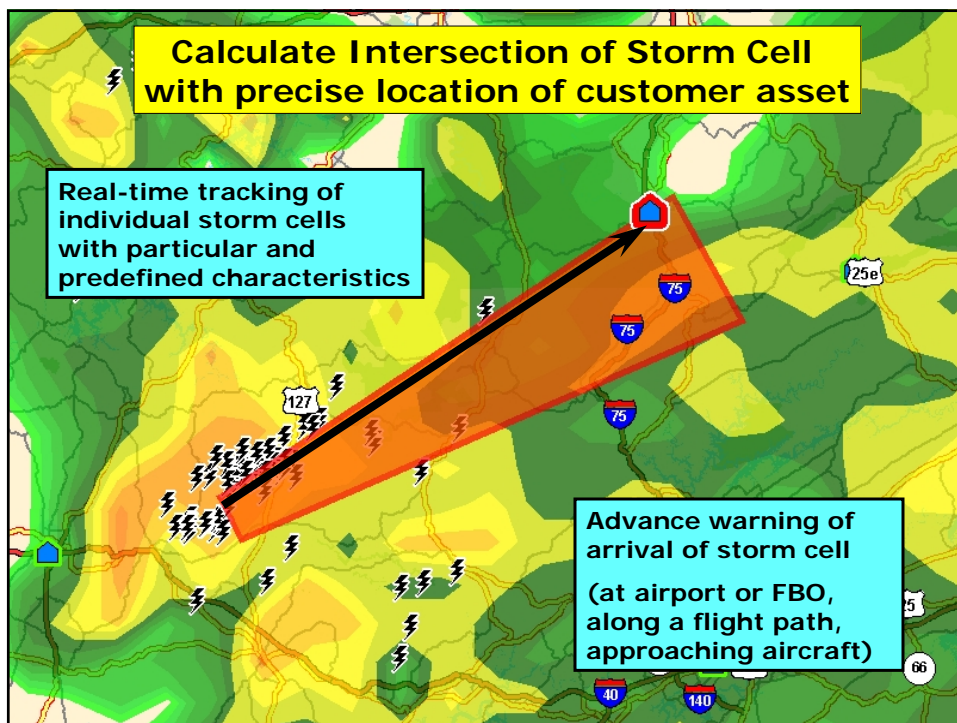 Calculate Intersection of Storm Cell
with precise location of customer asset
Real-time tracking of
individual storm cells
with particular and
predefined characteristics
75
25e
75
127
75
Advance warning of
arrival of storm cell
(at airport or FBO,
along a flight path,
approaching aircraft)
25
66
40
140